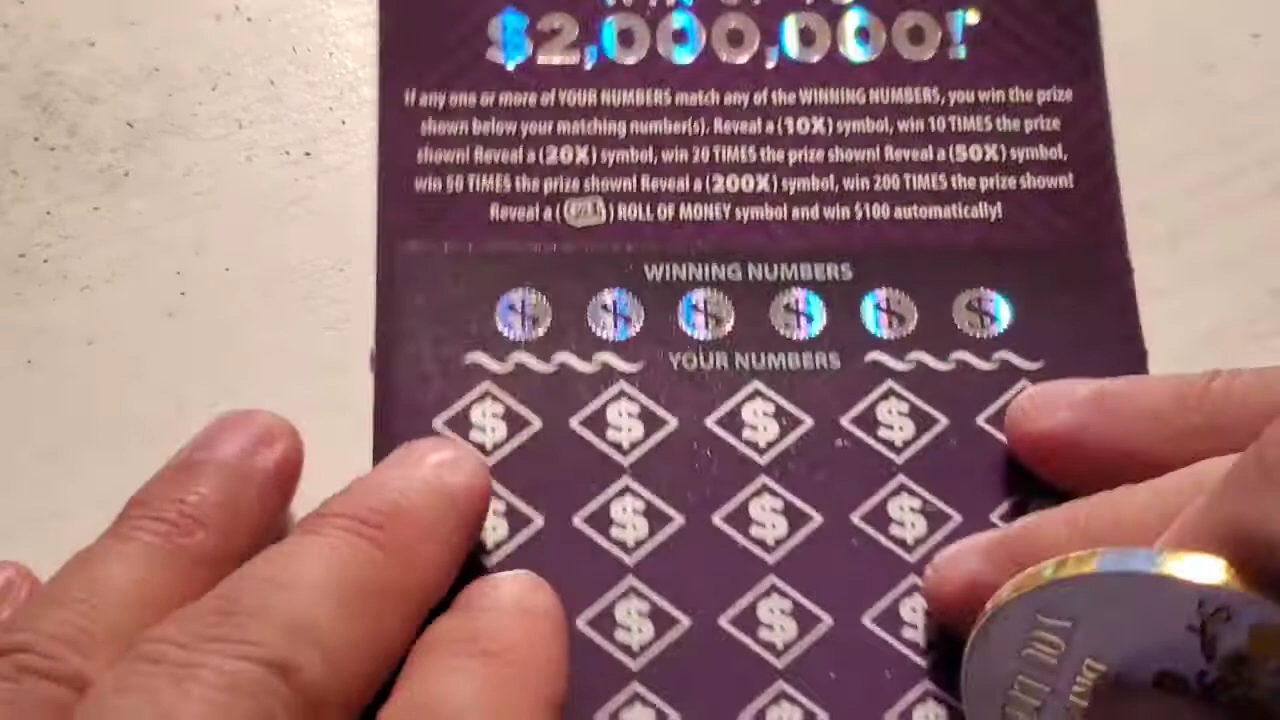 $2,000,000!
If any one or more of YOUR NUMBERS match any of the WINNING NUMBERS, you win the prize
shown below your matching number(s). Reveal a (10X) symbol, win 10 TIMES the prize
shown! Reveal a (20X) symbol, win 20 TIMES the prize shown! Reveal a (50X) symbol,
win 50 TIMES the prize shown! Reveal a (200X) symbol, win 200 TIMES the prize shown!
Reveal a ( ) ROLL OF MONEY symbol and win $100 automatically!
WINNING NUMBERS
$ $ $ $ $ $
YOUR NUMBERS
$ $ $ $
$ $ $ $
$ $ $